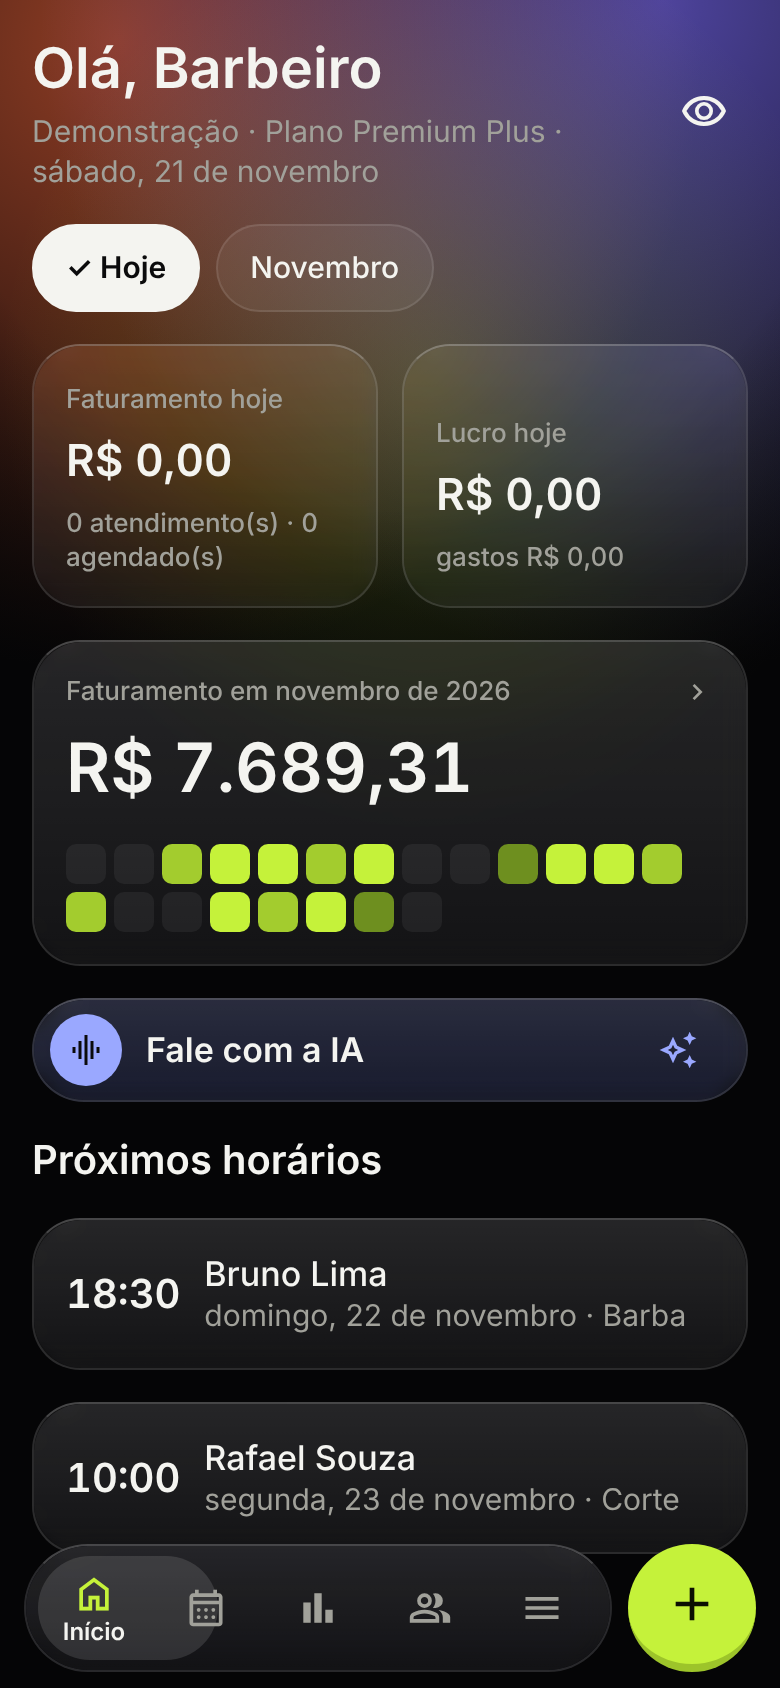 Olá, Barbeiro
Demonstração · Plano Premium Plus ·
sábado, 21 de novembro
Hoje
Novembro
Faturamento hoje
R$ 0,00
0 atendimento(s) · 0
agendado(s)
Lucro hoje
R$ 0,00
gastos R$ 0,00
Faturamento em novembro de 2026
R$ 7.689,31
Fale com a IA
Próximos horários
18:30
Bruno Lima
domingo, 22 de novembro · Barba
10:00
Rafael Souza
segunda, 23 de novembro · Corte
Início